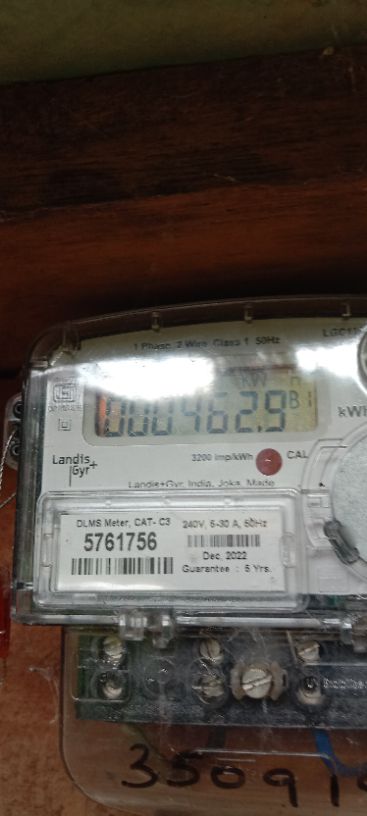 1 Phase 2 Wire Class 1 50Hz
kW H
000462.9 B1
kWh
Landis
Gyr+
3200 imp/kWh
CAL
Landis+Gyr, India, Joka, Made
DLMS Meter, CAT- C3
240V, 5-30 A, 50Hz
5761756
Dec, 2022
Guarantee : 5 Yrs.